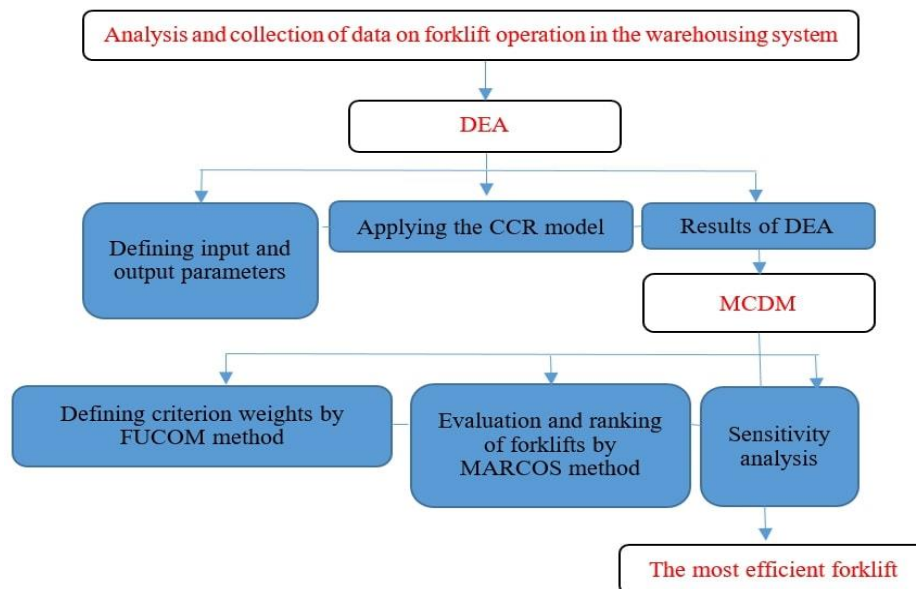 Analysis and collection of data on forklift operation in the warehousing system
DEA
Defining input and
output parameters
Applying the CCR model
Results of DEA
MCDM
Defining criterion weights by
FUCOM method
Evaluation and ranking
of forklifts by
MARCOS method
Sensitivity
analysis
The most efficient forklift